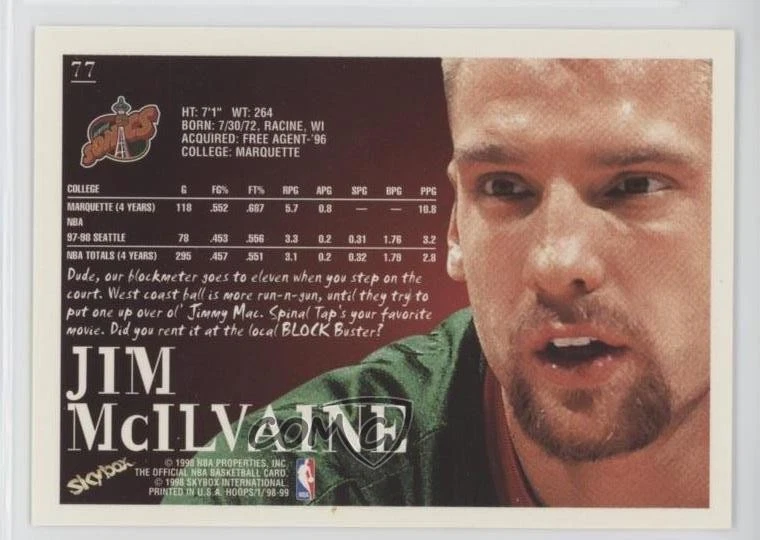 77
SONICS
HT: 7'1" WT: 264
BORN: 7/30/72, RACINE, WI
ACQUIRED: FREE AGENT-'96
COLLEGE: MARQUETTE
COLLEGE G FG% FT% RPG APG SPG BPG PPG
MARQUETTE (4 YEARS) 118 .552 .687 5.7 0.8 — — 10.8
NBA
97-98 SEATTLE 78 .453 .556 3.3 0.2 0.31 1.76 3.2
NBA TOTALS (4 YEARS) 295 .457 .551 3.1 0.2 0.32 1.79 2.8
Dude, our blockmeter goes to eleven when you step on the
court. West coast ball is more run-n-gun, until they try to
put one up over ol' Jimmy Mac. Spinal Tap's your favorite
movie. Did you rent it at the local BLOCK Buster?
JIM
McILVAINE
COMC
skybox
© 1998 NBA PROPERTIES, INC.
THE OFFICIAL NBA BASKETBALL CARD.
© 1998 SKYBOX INTERNATIONAL.
PRINTED IN U.S.A. HOOPS/1/98-99
NBA